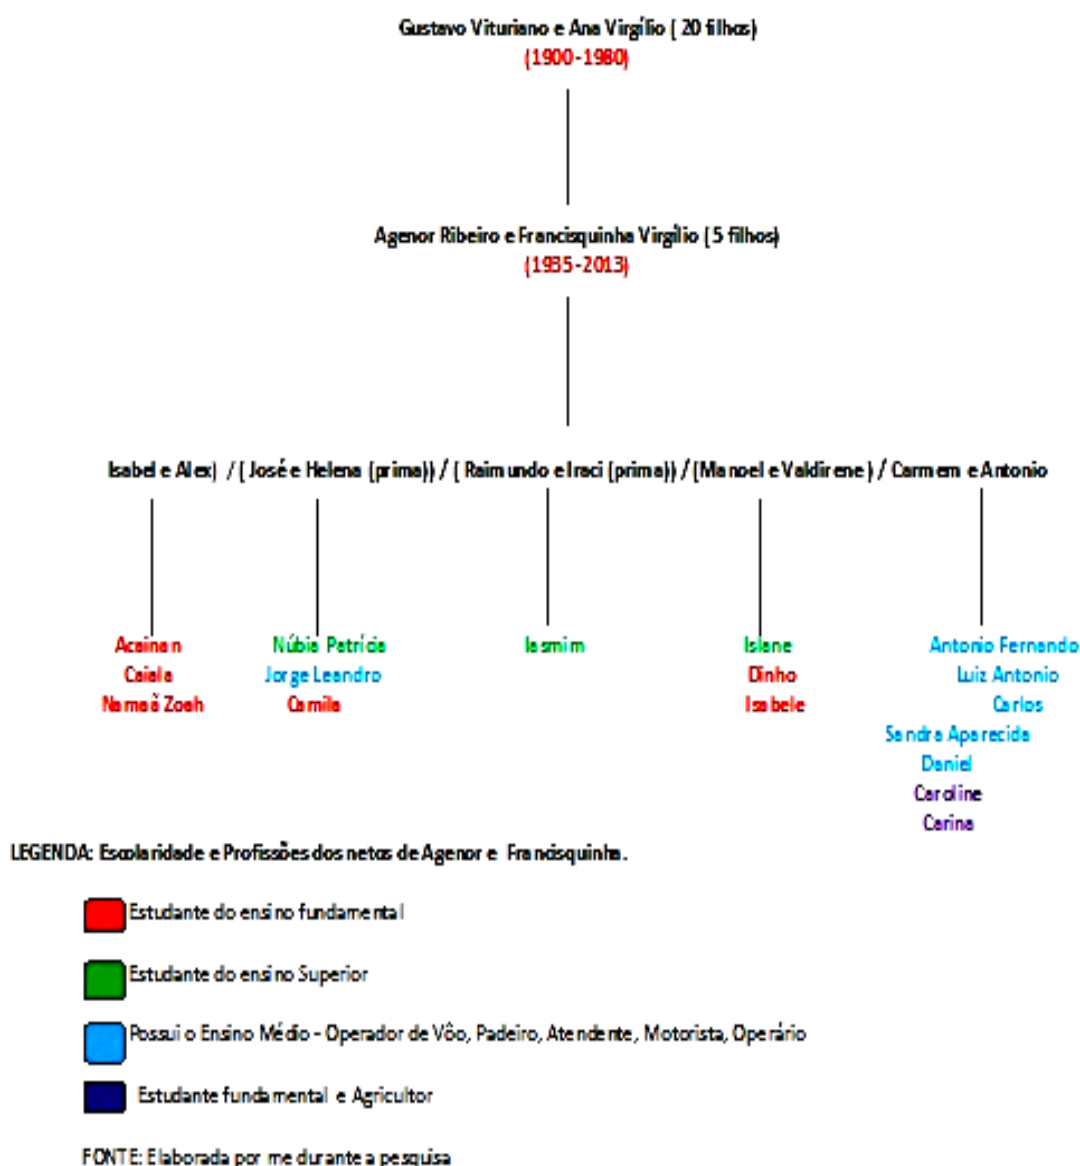 Gustavo Vituriano e Ana Virgílio ( 20 filhos)
(1900-1980)
Agenor Ribeiro e Francisquinha Virgílio ( 5 filhos)
(1935-2013)
Isabel e Alex) / ( José e Helena (prima)) / ( Raimundo e Iraci (prima)) / (Manoel e Valdirene ) / Carmem e Antonio
Acainan Núbia Patrícia Iasmim Islane Antonio Fernando
Caiala Jorge Leandro Dinho Luiz Antonio
Namaã Zoah Camila Isabele Carlos
Sandra Aparecida
Daniel
Caroline
Carina
LEGENDA: Escolaridade e Profissões dos netos de Agenor e Francisquinha.
Estudante do ensino fundamental
Estudante do ensino Superior
Possui o Ensino Médio - Operador de Vôo, Padeiro, Atendente, Motorista, Operário
Estudante fundamental e Agricultor
FONTE: Elaborada por me durante a pesquisa